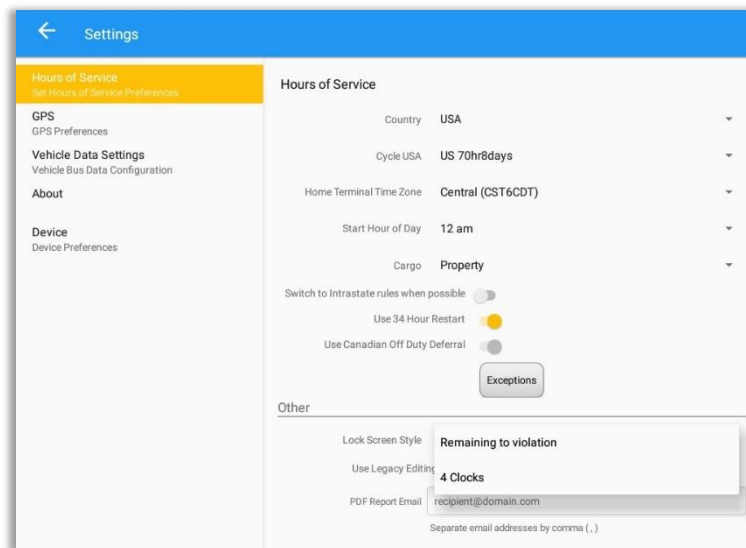 Settings
Hours of Service
Set Hours of Service Preferences
GPS
GPS Preferences
Vehicle Data Settings
Vehicle Bus Data Configuration
About
Device
Device Preferences
Hours of Service
Country USA
Cycle USA US 70hr8days
Home Terminal Time Zone Central (CST6CDT)
Start Hour of Day 12 am
Cargo Property
Switch to Intrastate rules when possible
Use 34 Hour Restart
Use Canadian Off Duty Deferral
Exceptions
Other
Lock Screen Style Remaining to violation
Use Legacy Editing 4 Clocks
PDF Report Email recipient@domain.com
Separate email addresses by comma ( , )